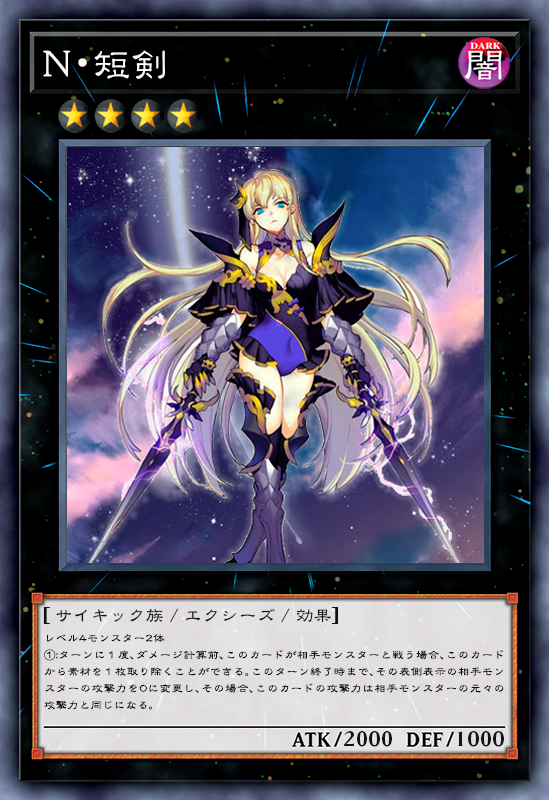 N・短剣
DARK
闇
[サイキック族/エクシーズ/効果]
レベル4モンスター2体
①:ターンに1度、ダメージ計算前、このカードが相手モンスターと戦う場合、このカード
から素材を1枚取り除くことができる。このターン終了時まで、その表側表示の相手モン
スターの攻撃力を0に変更し、その場合、このカードの攻撃力は相手モンスターの元々の
攻撃力と同じになる。
ATK/2000 DEF/1000